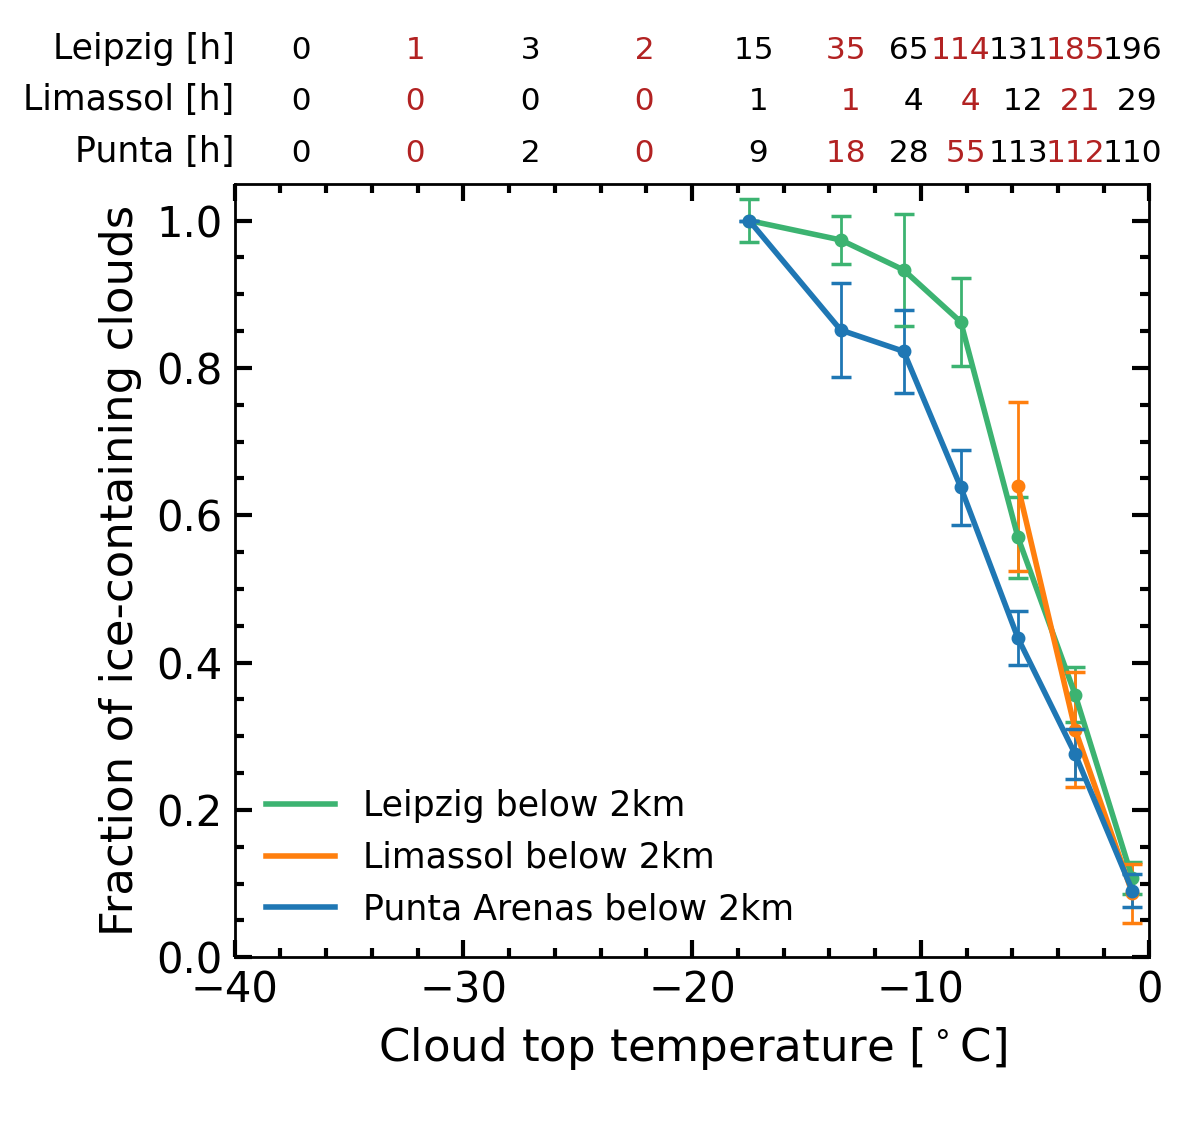 Leipzig [h] 0 1 3 2 15 35 65 114 131 185 196
Limassol [h] 0 0 0 0 1 1 4 4 12 21 29
Punta [h] 0 0 2 0 9 18 28 55 113 112 110
Fraction of ice-containing clouds
1.0
0.8
0.6
0.4
0.2
0.0
Leipzig below 2km
Limassol below 2km
Punta Arenas below 2km
−40 −30 −20 −10 0
Cloud top temperature [°C]